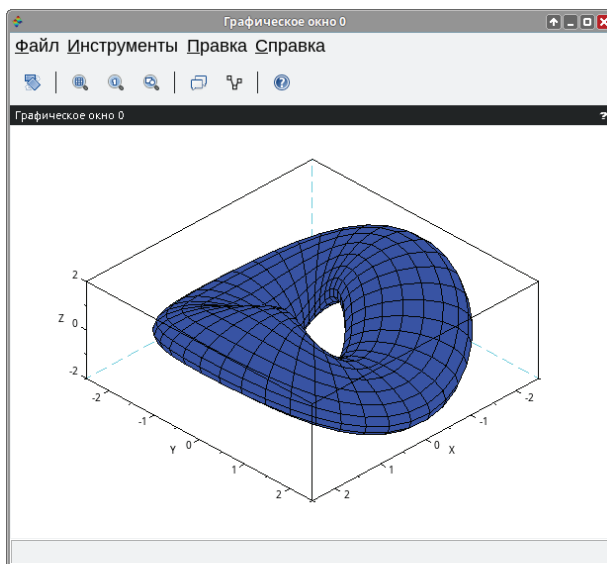 Графическое окно 0
Файл Инструменты Правка Справка
Графическое окно 0 ?
2
Z 0
-2
-2
-1
Y 0
1
2
-2
-1
0 X
1
2